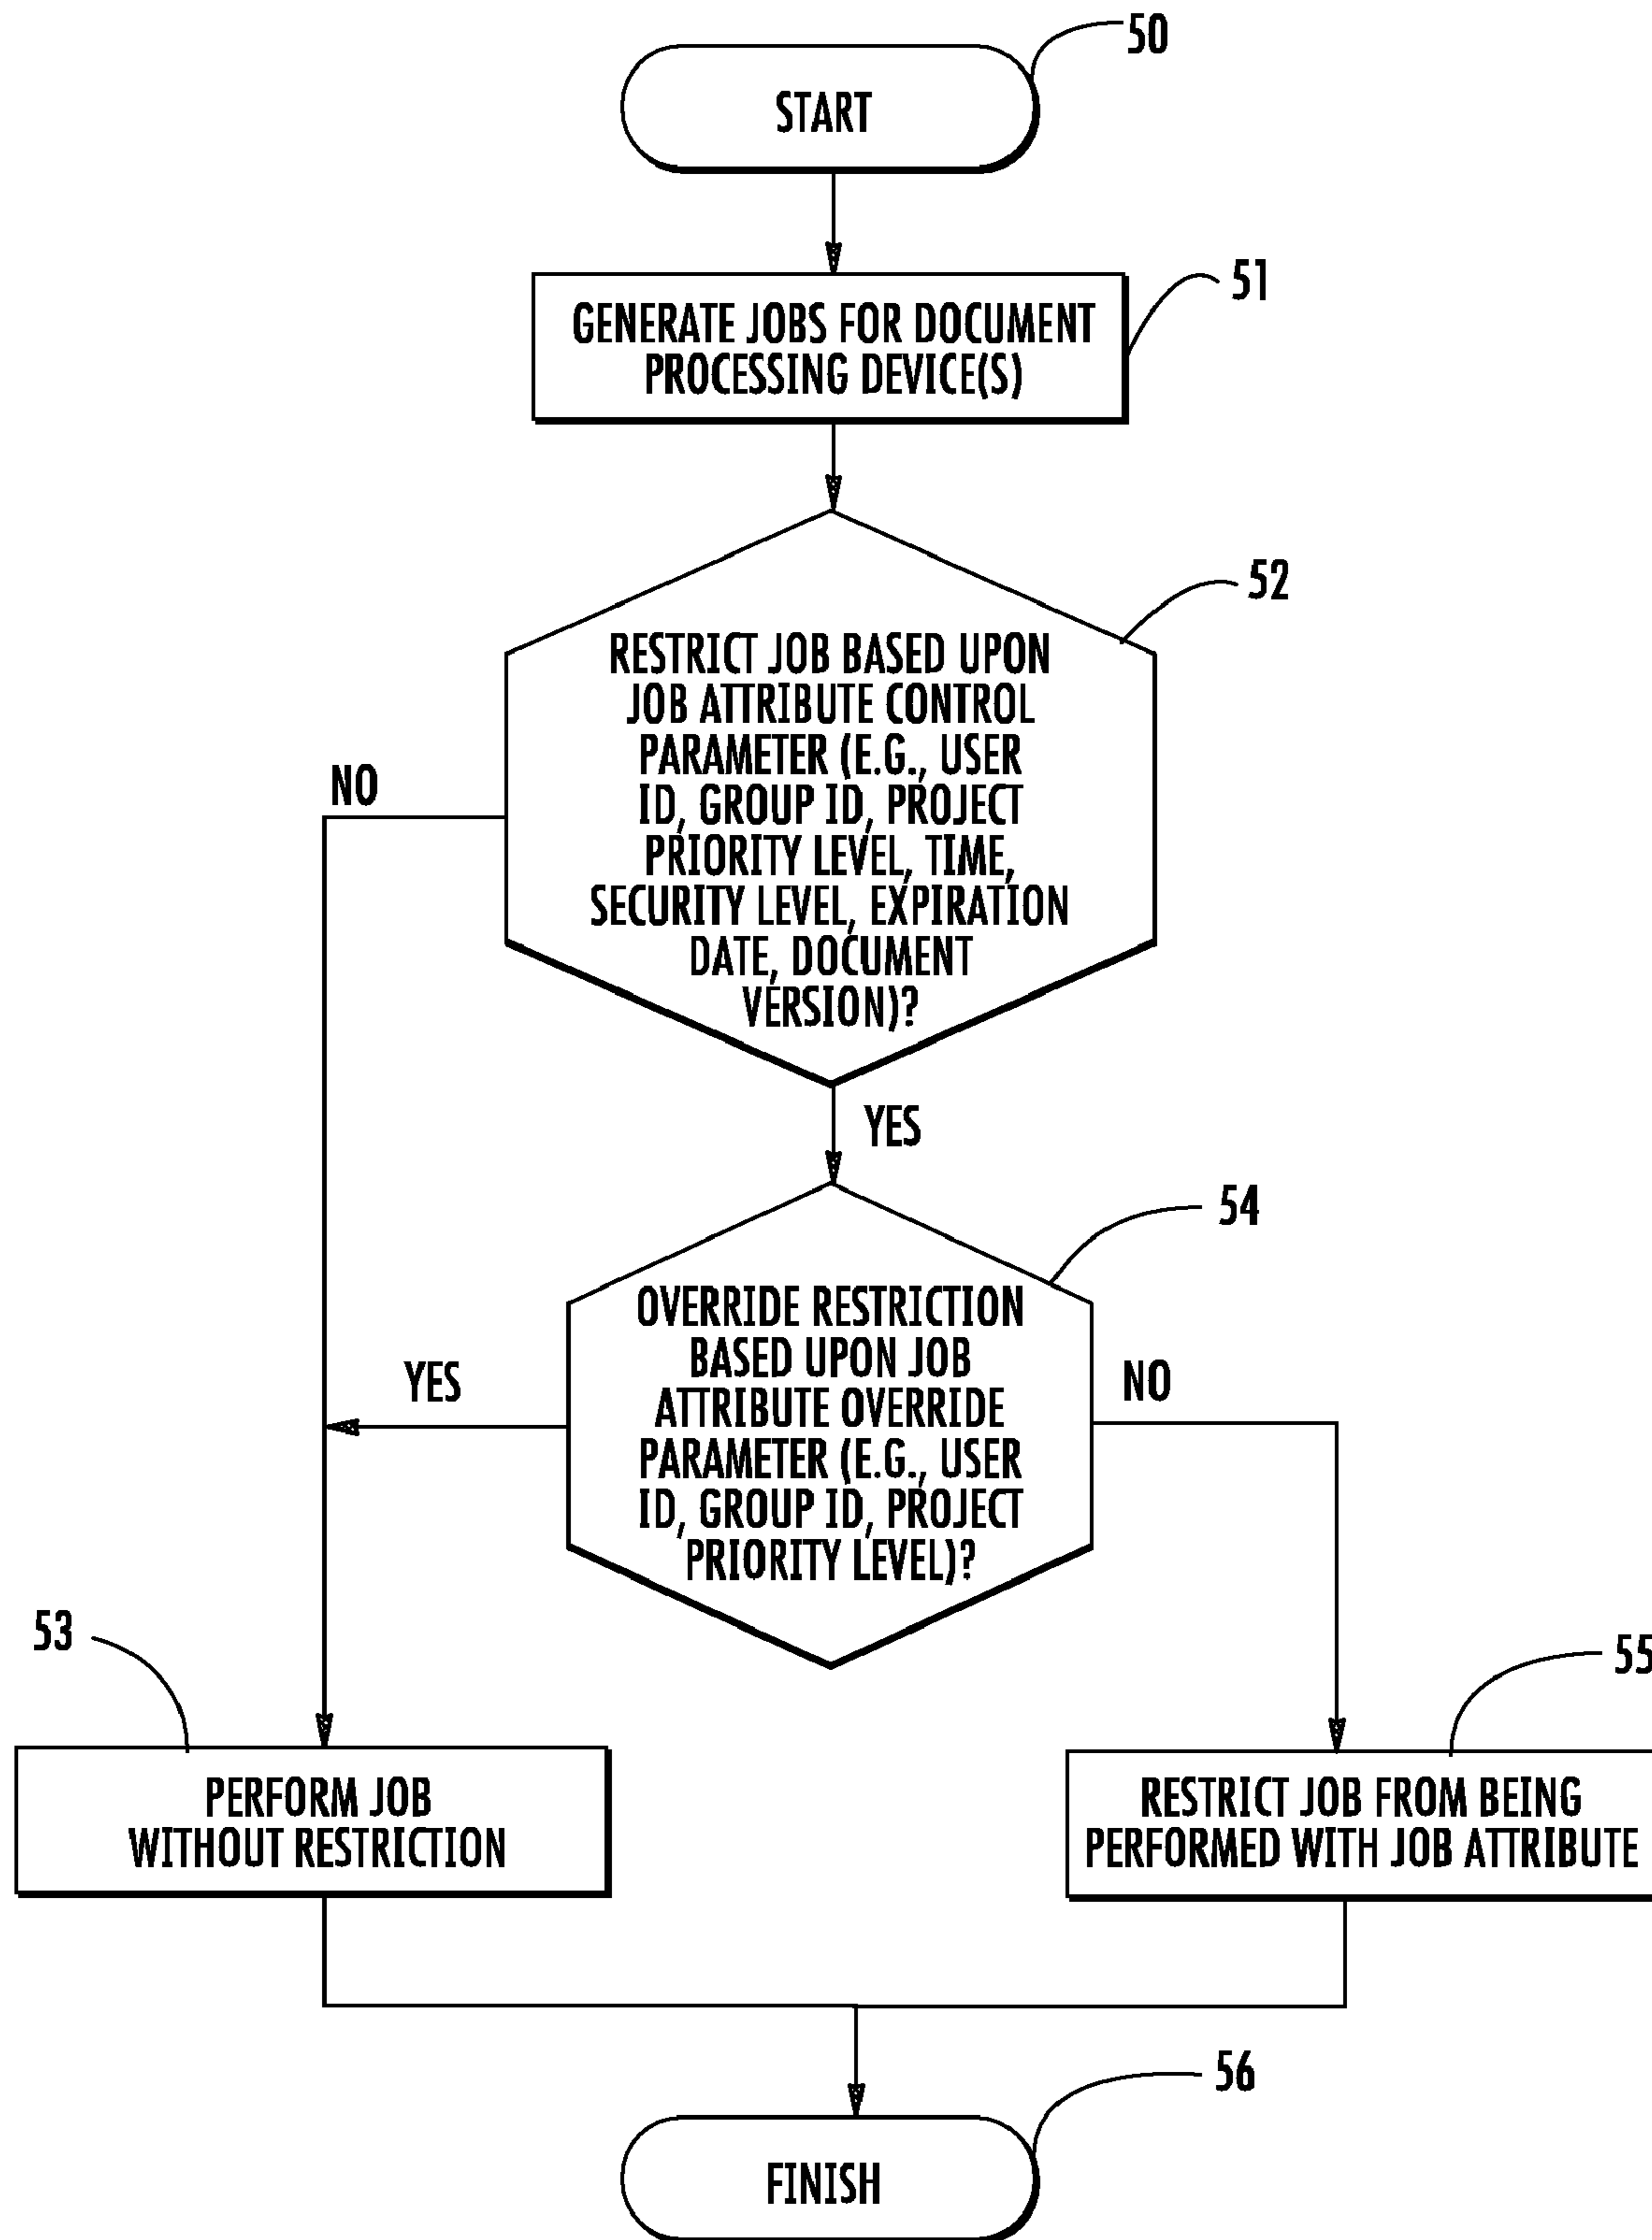 50
START
51
GENERATE JOBS FOR DOCUMENT
PROCESSING DEVICE(S)
52
RESTRICT JOB BASED UPON
JOB ATTRIBUTE CONTROL
PARAMETER (E.G., USER
ID, GROUP ID, PROJECT
PRIORITY LEVEL, TIME,
SECURITY LEVEL, EXPIRATION
DATE, DOCUMENT
VERSION)?
NO
YES
54
OVERRIDE RESTRICTION
BASED UPON JOB
ATTRIBUTE OVERRIDE
PARAMETER (E.G., USER
ID, GROUP ID, PROJECT
PRIORITY LEVEL)?
YES
NO
53
PERFORM JOB
WITHOUT RESTRICTION
55
RESTRICT JOB FROM BEING
PERFORMED WITH JOB ATTRIBUTE
56
FINISH